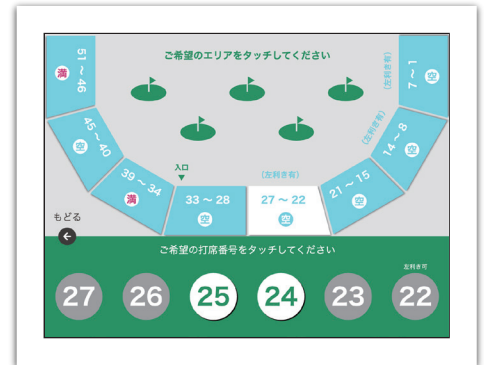 ご希望のエリアをタッチしてください
51 ～ 46
満
45 ～ 40
空
39 ～ 34
満
入口
▼
33 ～ 28
空
(左利き有)
27 ～ 22
空
21 ～ 15
空
(左利き有)
14 ～ 8
空
(左利き有)
7 ～ 1
空
もどる
ご希望の打席番号をタッチしてください
左利き可
27 26 25 24 23 22